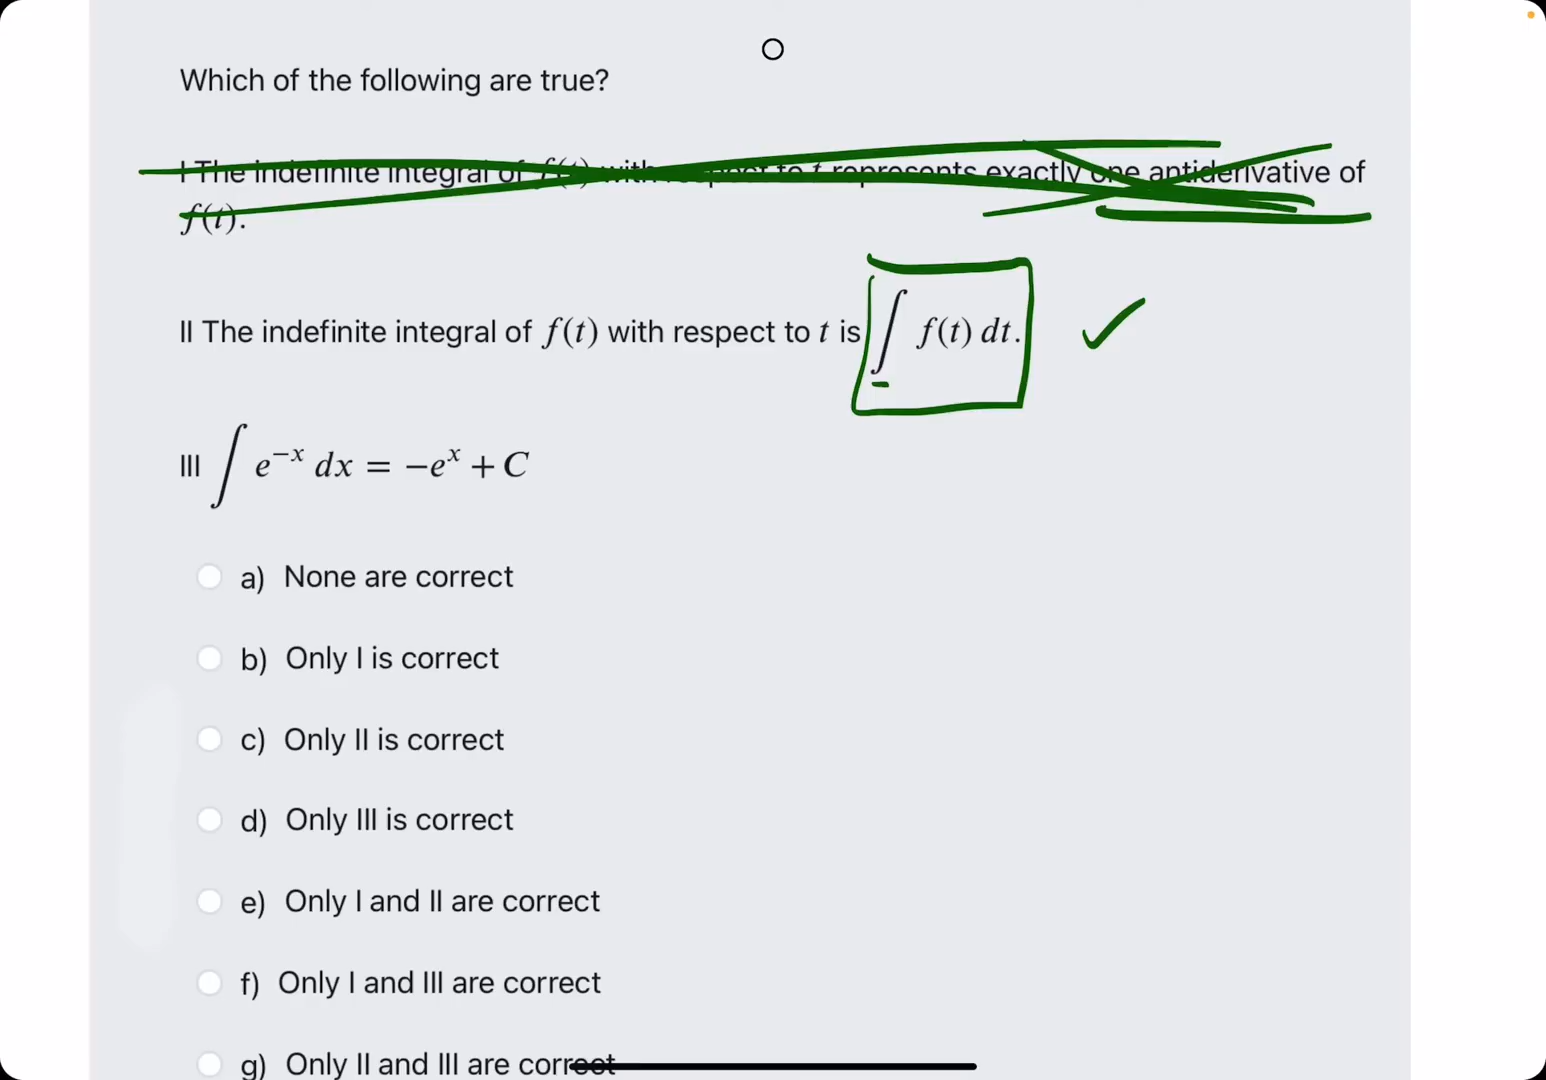 Which of the following are true?
I The indefinite integral of f(t) with respect to t represents exactly one antiderivative of
f(t).
II The indefinite integral of f(t) with respect to t is ∫ f(t) dt. ✓
III ∫ e^{-x} dx = −e^{x} + C
a) None are correct
b) Only I is correct
c) Only II is correct
d) Only III is correct
e) Only I and II are correct
f) Only I and III are correct
g) Only II and III are correct